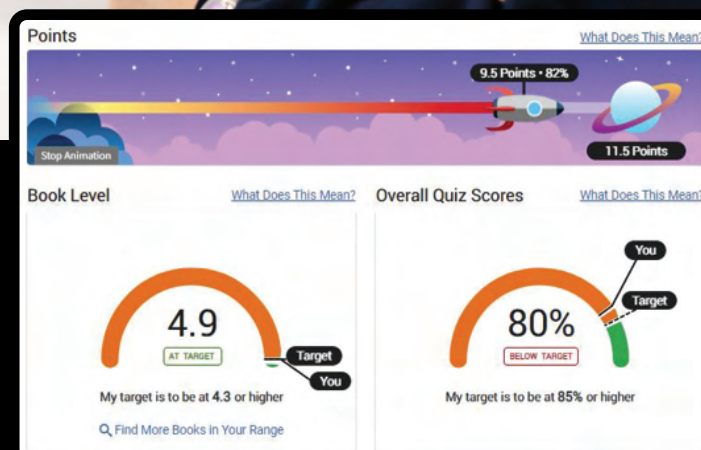 Points
What Does This Mean?
9.5 Points • 82%
Stop Animation
11.5 Points
Book Level
What Does This Mean?
Overall Quiz Scores
What Does This Mean?
4.9
AT TARGET
Target
You
My target is to be at 4.3 or higher
Find More Books in Your Range
You
Target
80%
BELOW TARGET
My target is to be at 85% or higher